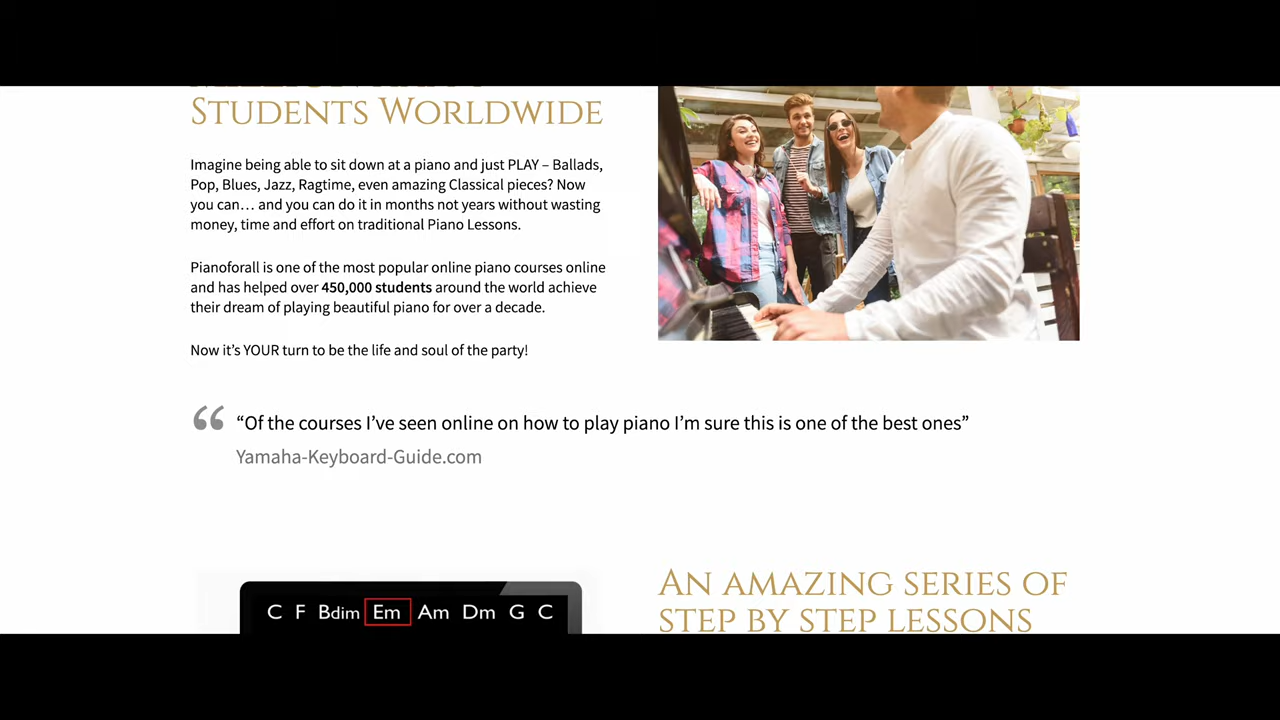 STUDENTS WORLDWIDE
Imagine being able to sit down at a piano and just PLAY – Ballads,
Pop, Blues, Jazz, Ragtime, even amazing Classical pieces? Now
you can… and you can do it in months not years without wasting
money, time and effort on traditional Piano Lessons.
Pianoforall is one of the most popular online piano courses online
and has helped over 450,000 students around the world achieve
their dream of playing beautiful piano for over a decade.
Now it’s YOUR turn to be the life and soul of the party!
“Of the courses I’ve seen online on how to play piano I’m sure this is one of the best ones”
Yamaha-Keyboard-Guide.com
C F Bdim Em Am Dm G C
AN AMAZING SERIES OF
STEP BY STEP LESSONS